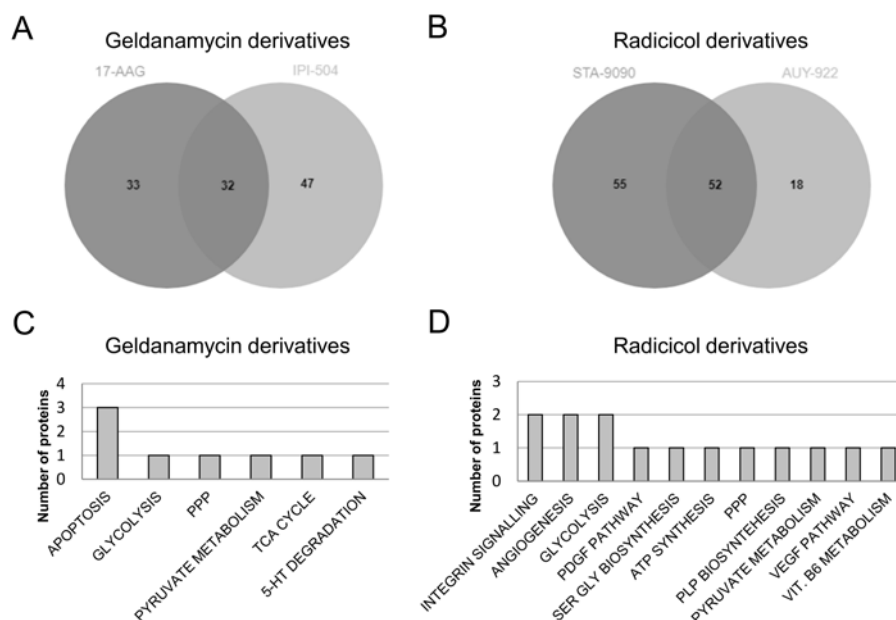 A
Geldanamycin derivatives
17-AAG
IPI-504
33
32
47
B
Radicicol derivatives
STA-9090
AUY-922
55
52
18
C
Geldanamycin derivatives
Number of proteins
4
3
2
1
0
APOPTOSIS
GLYCOLYSIS
PPP
PYRUVATE METABOLISM
TCA CYCLE
5-HT DEGRADATION
D
Radicicol derivatives
Number of proteins
3
2
1
0
INTEGRIN SIGNALLING
ANGIOGENESIS
GLYCOLYSIS
PDGF PATHWAY
SER GLY BIOSYNTHESIS
ATP SYNTHESIS
PPP
PLP BIOSYNTEHESIS
PYRUVATE METABOLISM
VEGF PATHWAY
VIT. B6 METABOLISM